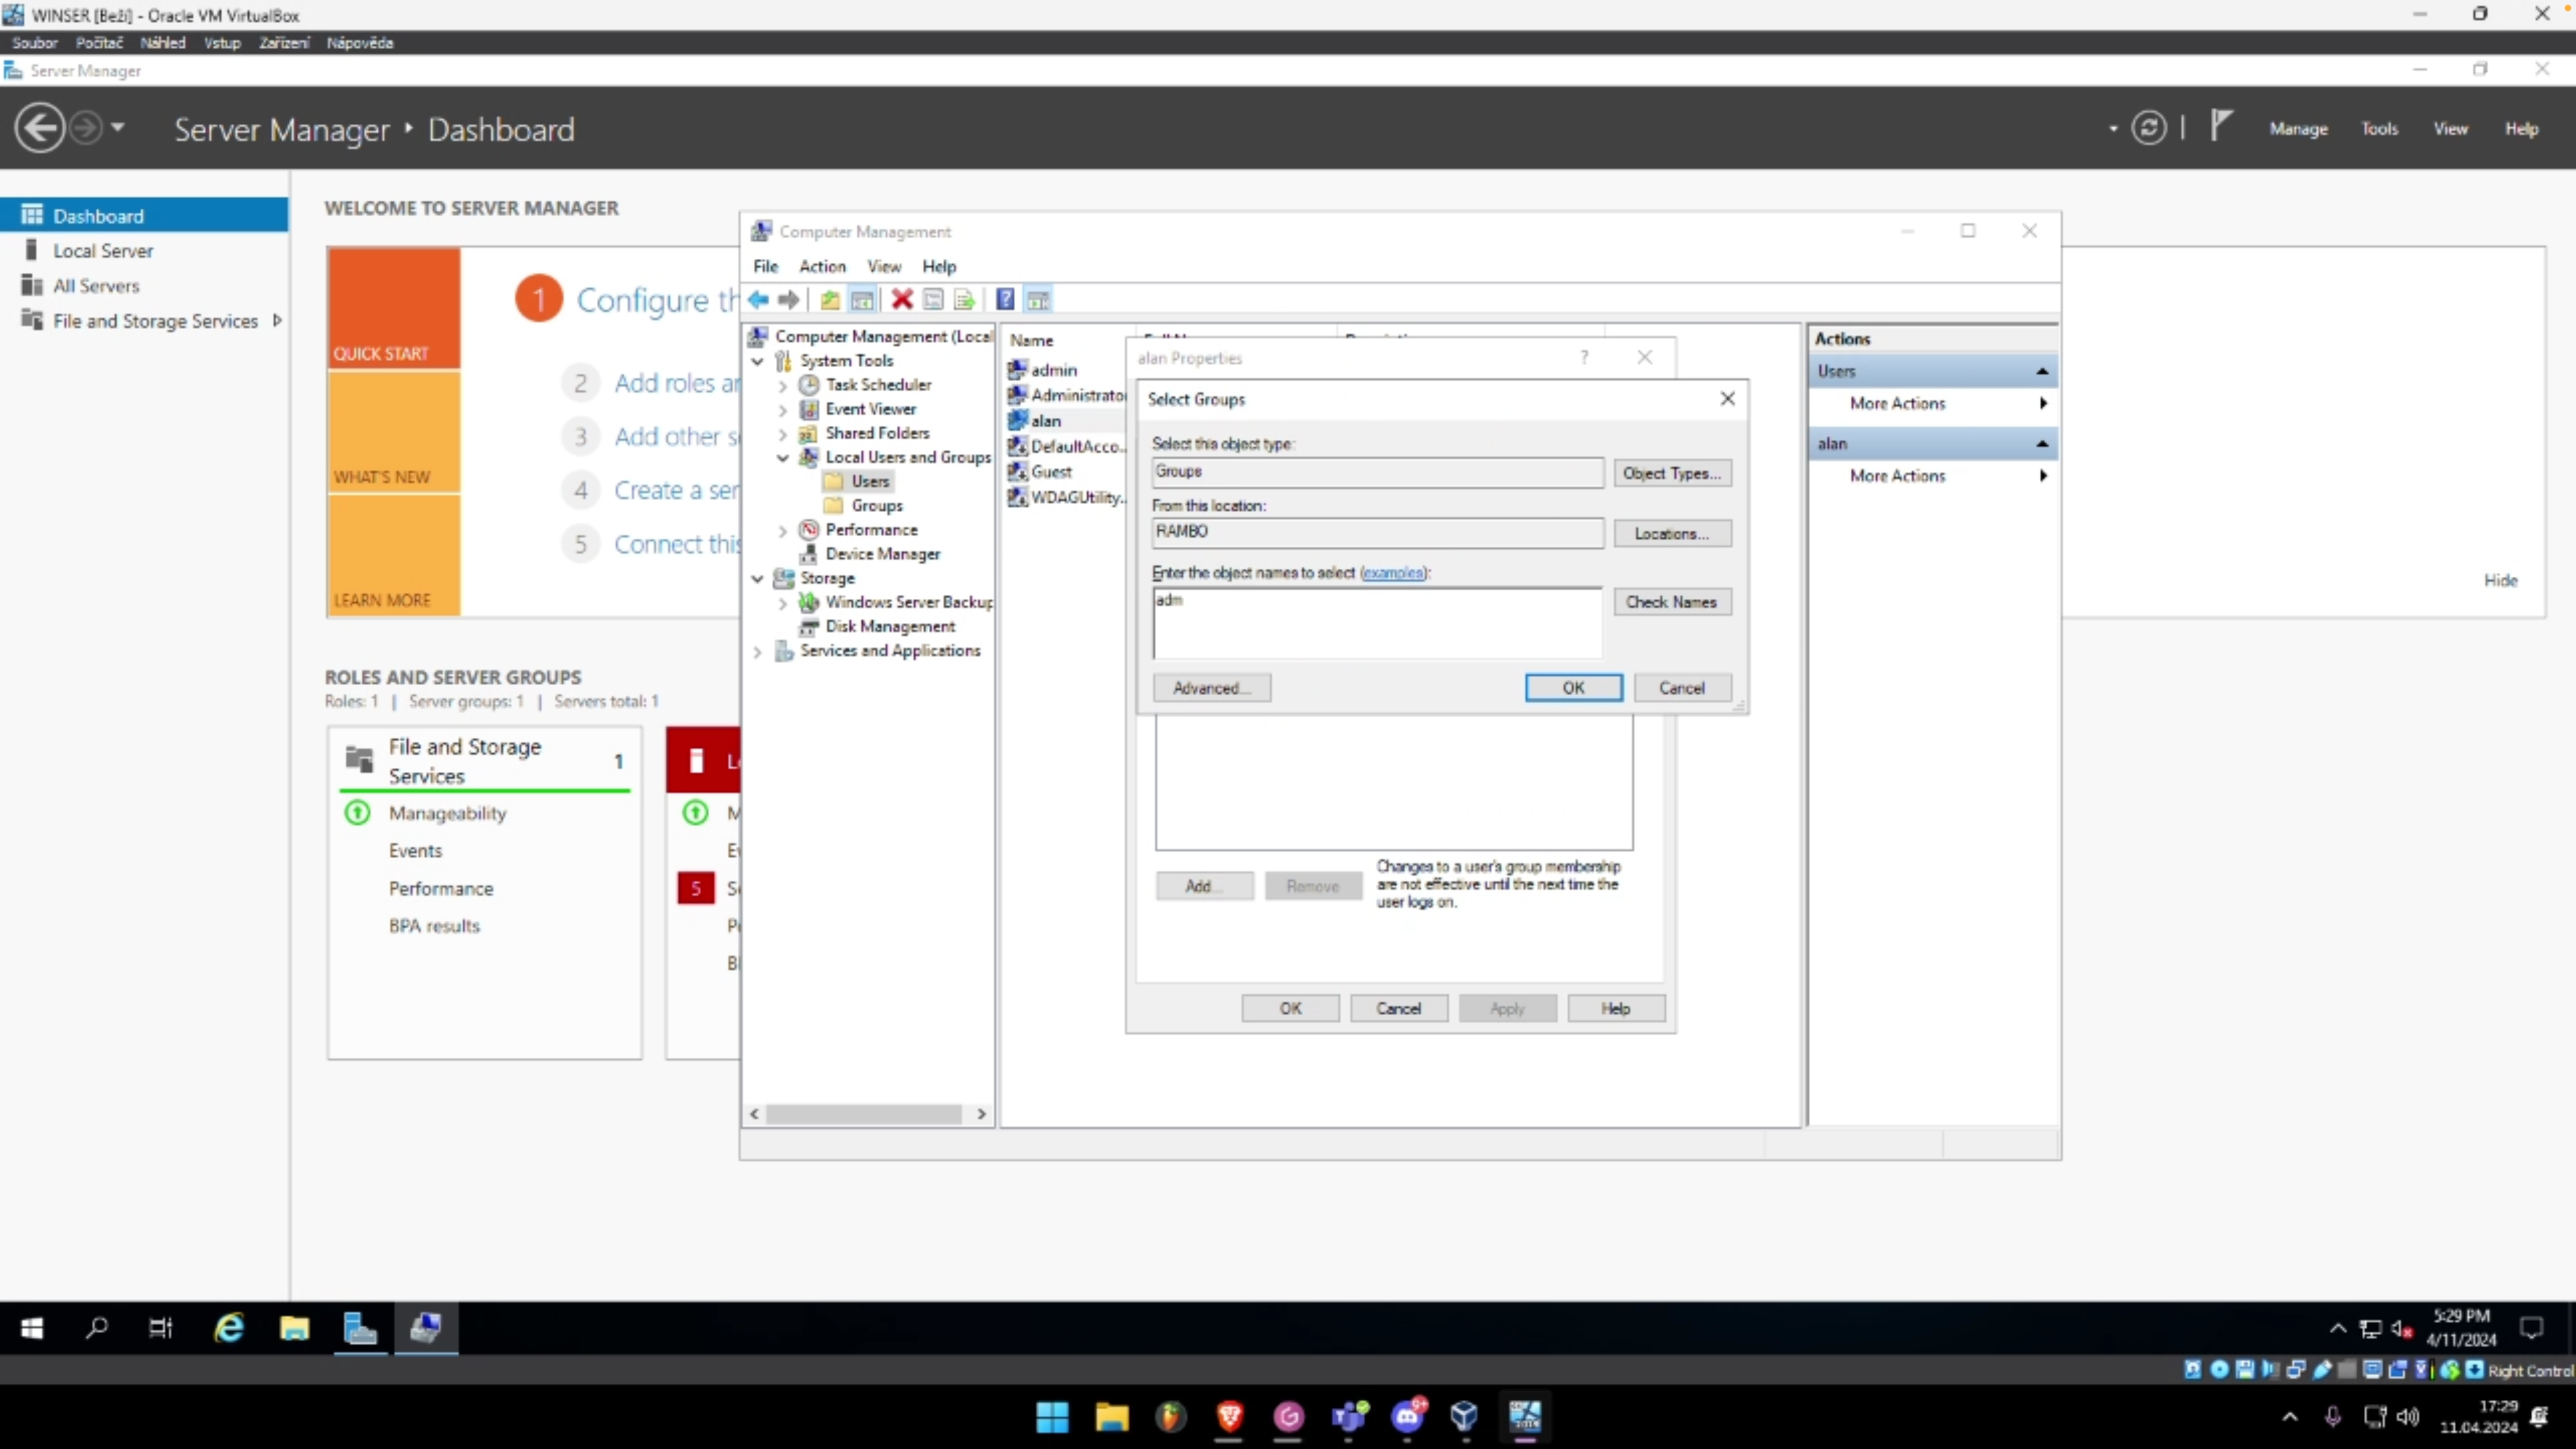 WINSER [Beží] - Oracle VM VirtualBox
Soubor Počítač Náhled Vstup Zařízení Nápověda
Server Manager
Server Manager ‣ Dashboard
Manage Tools View Help
Dashboard
Local Server
All Servers
File and Storage Services
WELCOME TO SERVER MANAGER
QUICK START
WHAT'S NEW
LEARN MORE
1 Configure th
2 Add roles ar
3 Add other s
4 Create a ser
5 Connect this
Hide
ROLES AND SERVER GROUPS
Roles: 1 | Server groups: 1 | Servers total: 1
File and Storage
Services
1
Manageability
Events
Performance
BPA results
5
Computer Management
File Action View Help
Computer Management (Local
System Tools
Task Scheduler
Event Viewer
Shared Folders
Local Users and Groups
Users
Groups
Performance
Device Manager
Storage
Windows Server Backup
Disk Management
Services and Applications
Name
admin
Administrato
alan
DefaultAcco...
Guest
WDAGUtility...
Actions
Users
More Actions
alan
More Actions
alan Properties
?
Select Groups
Select this object type:
Groups
Object Types...
From this location:
RAMBO
Locations...
Enter the object names to select (examples):
adm
Check Names
Advanced...
OK
Cancel
Add...
Remove
Changes to a user's group membership
are not effective until the next time the
user logs on.
OK
Cancel
Apply
Help
5:29 PM
4/11/2024
Right Control
9+
17:29
11.04.2024